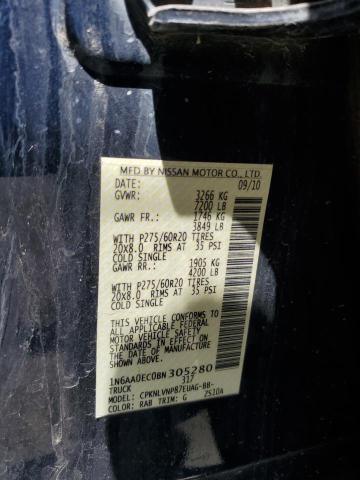 MFD BY NISSAN MOTOR CO., LTD.
DATE: 09/10
GVWR: 3266 KG
7200 LB
GAWR FR.: 1746 KG
3849 LB
WITH P275/60R20 TIRES
20X8.0 RIMS AT 35 PSI
COLD SINGLE
GAWR RR.: 1905 KG
4200 LB
WITH P275/60R20 TIRES
20X8.0 RIMS AT 35 PSI
COLD SINGLE
THIS VEHICLE CONFORMS TO
ALL APPLICABLE FEDERAL
MOTOR VEHICLE SAFETY
STANDARDS IN EFFECT ON
THE DATE OF MANUFACTURE
SHOWN ABOVE.
1N6AA0EC0BN305280
TRUCK 317
MODEL: CPKNLVNP87EUAG-BB-
COLOR: RAB TRIM: G ZS10A